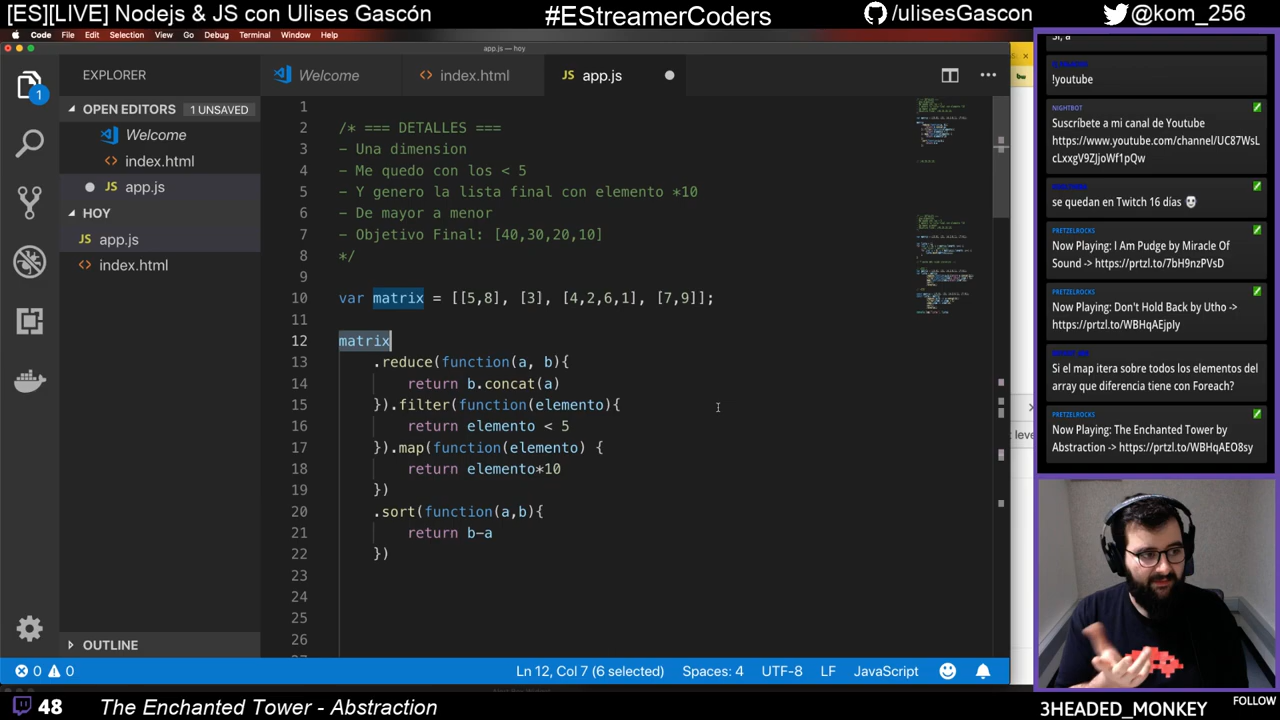 [ES][LIVE] Nodejs & JS con Ulises Gascón
#EStreamerCoders
/ulisesGascon
@kom_256
Code File Edit Selection View Go Debug Terminal Window Help
app.js — hoy
EXPLORER
OPEN EDITORS 1 UNSAVED
Welcome
index.html
app.js
HOY
app.js
index.html
OUTLINE
1
Welcome
index.html
app.js
1
2 /* === DETALLES ===
3 - Una dimension
4 - Me quedo con los < 5
5 - Y genero la lista final con elemento *10
6 - De mayor a menor
7 - Objetivo Final: [40,30,20,10]
8 */
9
10 var matrix = [[5,8], [3], [4,2,6,1], [7,9]];
11
12 matrix
13 .reduce(function(a, b){
14 return b.concat(a)
15 }).filter(function(elemento){
16 return elemento < 5
17 }).map(function(elemento) {
18 return elemento*10
19 })
20 .sort(function(a,b){
21 return b-a
22 })
23
24
25
26
0 0
Ln 12, Col 7 (6 selected) Spaces: 4 UTF-8 LF JavaScript
!youtube
NIGHTBOT
Suscríbete a mi canal de Youtube
https://www.youtube.com/channel/UC87WsL
cLxxgV9ZJjoWf1pQw
se quedan en Twitch 16 días
PRETZELROCKS
Now Playing: I Am Pudge by Miracle Of
Sound -> https://prtzl.to/7bH9nzPVsD
PRETZELROCKS
Now Playing: Don't Hold Back by Utho ->
https://prtzl.to/WBHqAEjply
Si el map itera sobre todos los elementos del
array que diferencia tiene con Foreach?
PRETZELROCKS
Now Playing: The Enchanted Tower by
Abstraction -> https://prtzl.to/WBHqAEO8sy
48 The Enchanted Tower - Abstraction
3HEADED_MONKEY FOLLOW